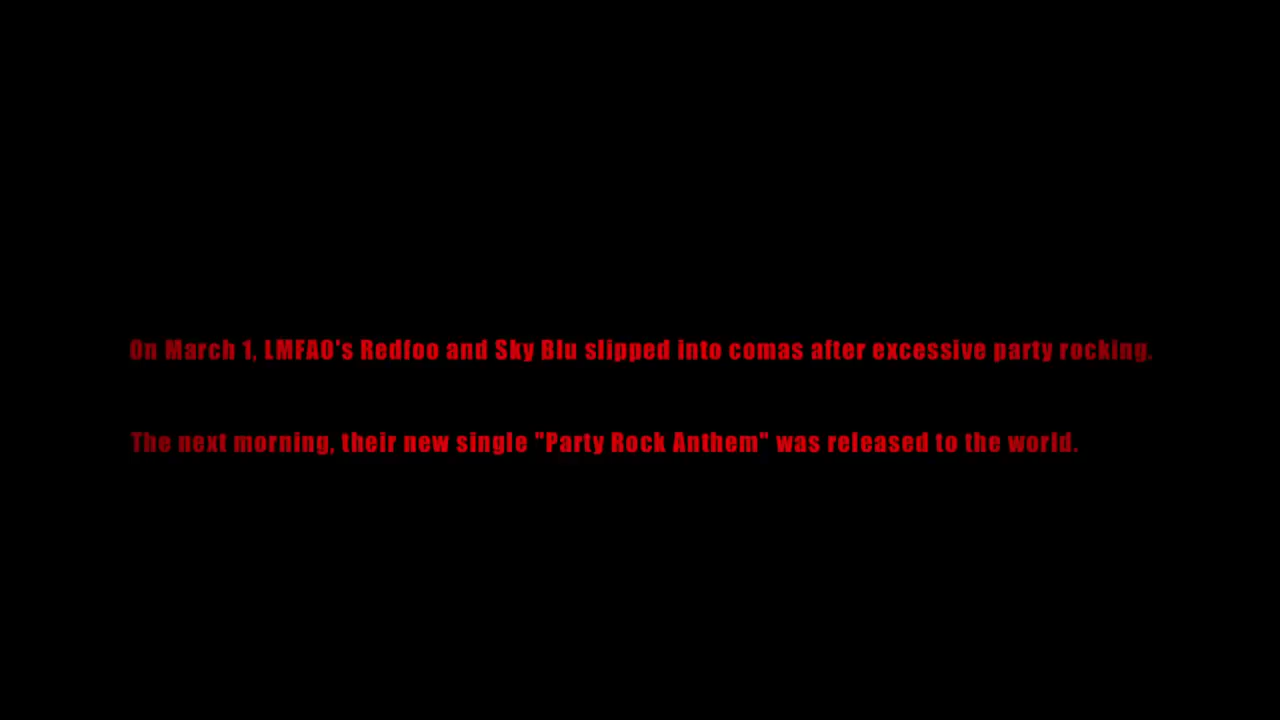 On March 1, LMFAO's Redfoo and Sky Blu slipped into comas after excessive party rocking.
The next morning, their new single "Party Rock Anthem" was released to the world.